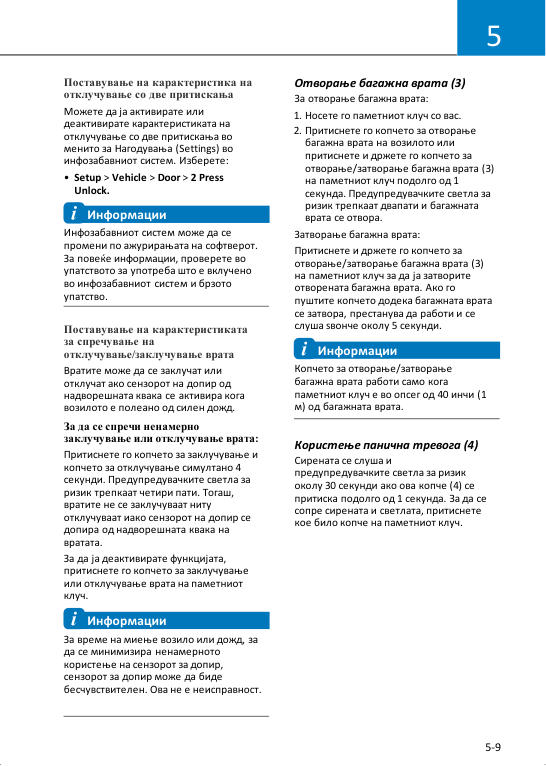 5
Поставување на карактеристика на
отклучување со две притискања
Можете да ја активирате или
деактивирате карактеристиката на
отклучување со две притискања во
менито за Нагодувања (Settings) во
инфозабавниот систем. Изберете:
• Setup > Vehicle > Door > 2 Press
Unlock.
i Информации
Инфозабавниот систем може да се
промени по ажурирањата на софтверот.
За повеќе информации, проверете во
упатството за употреба што е вклучено
во инфозабавниот систем и брзото
упатство.
Поставување на карактеристиката
за спречување на
отклучување/заклучување врата
Вратите може да се заклучат или
отклучат ако сензорот на допир од
надворешната квака се активира кога
возилото е полеано од силен дожд.
За да се спречи ненамерно
заклучување или отклучување врата:
Притиснете го копчето за заклучување и
копчето за отклучување симултано 4
секунди. Предупредувачките светла за
ризик трепкаат четири пати. Тогаш,
вратите не се заклучуваат ниту
отклучуваат иако сензорот на допир се
допира од надворешната квака на
вратата.
За да ја деактивирате функцијата,
притиснете го копчето за заклучување
или отклучување врата на паметниот
клуч.
i Информации
За време на миење возило или дожд, за
да се минимизира ненамерното
користење на сензорот за допир,
сензорот за допир може да биде
бесчувствителен. Ова не е неисправност.
Отворање багажна врата (3)
За отворање багажна врата:
1. Носете го паметниот клуч со вас.
2. Притиснете го копчето за отворање
багажна врата на возилото или
притиснете и држете го копчето за
отворање/затворање багажна врата (3)
на паметниот клуч подолго од 1
секунда. Предупредувачките светла за
ризик трепкаат двапати и багажната
врата се отвора.
Затворање багажна врата:
Притиснете и држете го копчето за
отворање/затворање багажна врата (3)
на паметниот клуч за да ја затворите
отворената багажна врата. Ако го
пуштите копчето додека багажната врата
се затвора, престанува да работи и се
слуша ѕвонче околу 5 секунди.
i Информации
Копчето за отворање/затворање
багажна врата работи само кога
паметниот клуч е во опсег од 40 инчи (1
м) од багажната врата.
Користење панична тревога (4)
Сирената се слуша и
предупредувачките светла за ризик
околу 30 секунди ако ова копче (4) се
притиска подолго од 1 секунда. За да се
сопре сирената и светлата, притиснете
кое било копче на паметниот клуч.
5-9